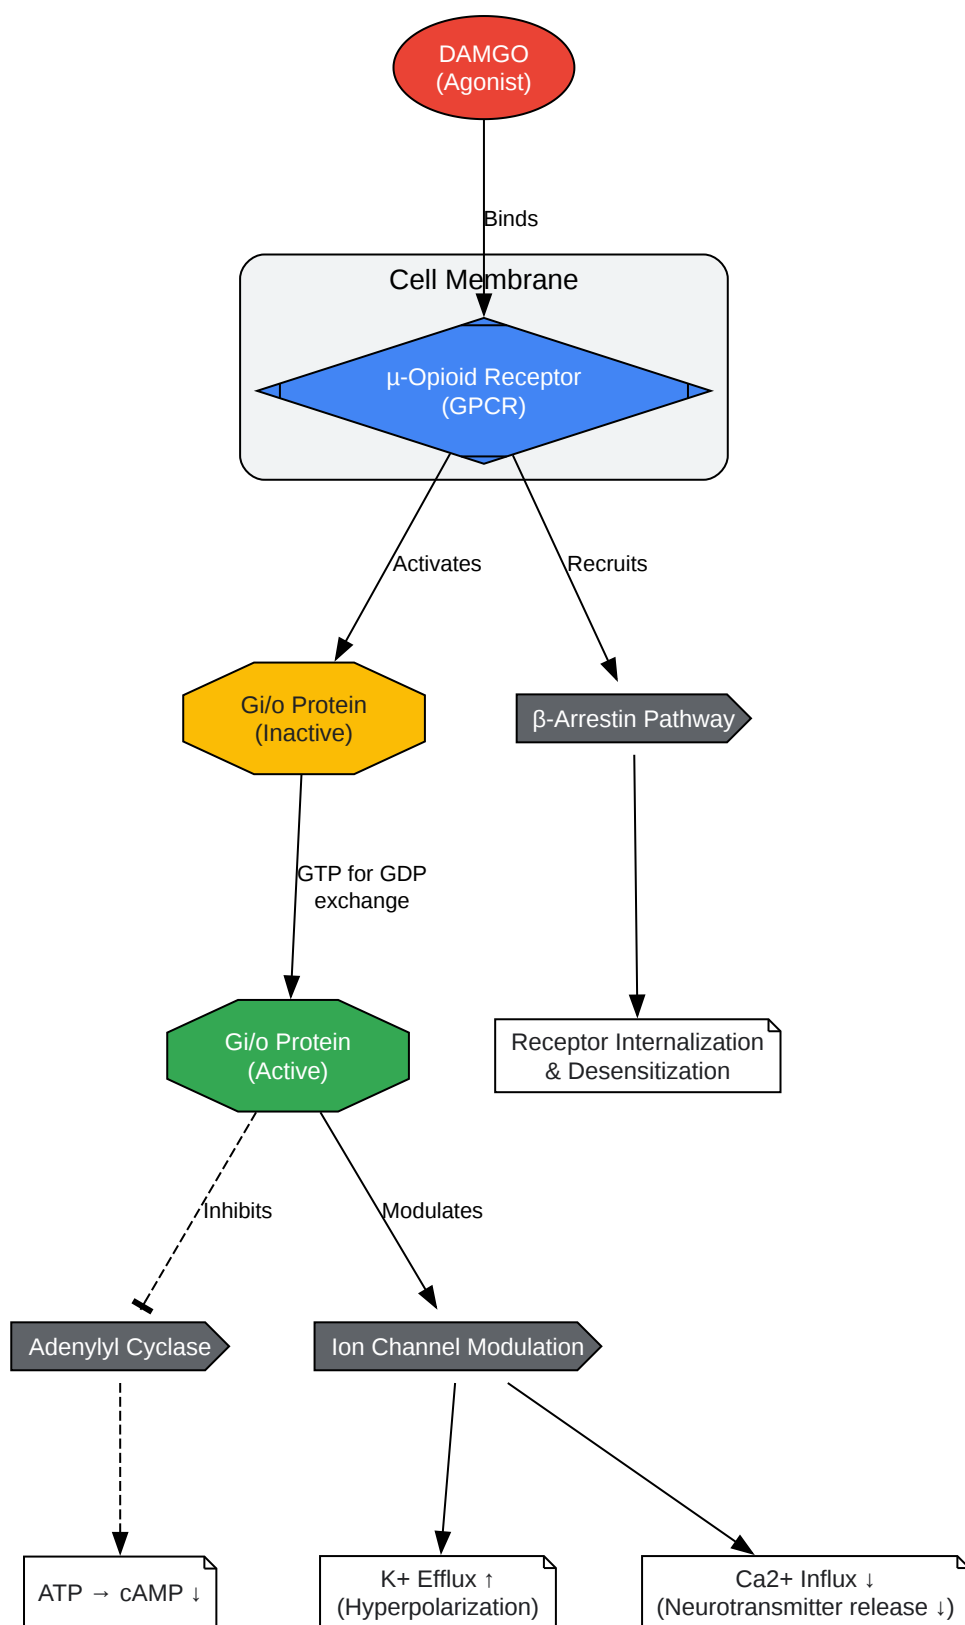 DAMGO
(Agonist)
Binds
Cell Membrane
µ-Opioid Receptor
(GPCR)
Activates
Recruits
Gi/o Protein
(Inactive)
β-Arrestin Pathway
GTP for GDP
exchange
Gi/o Protein
(Active)
Receptor Internalization
& Desensitization
Inhibits
Modulates
Adenylyl Cyclase
Ion Channel Modulation
ATP → cAMP ↓
K+ Efflux ↑
(Hyperpolarization)
Ca2+ Influx ↓
(Neurotransmitter release ↓)